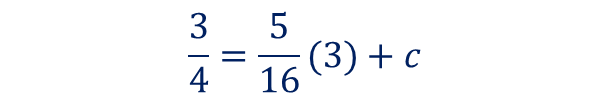 3/4 = 5/16 (3) + c